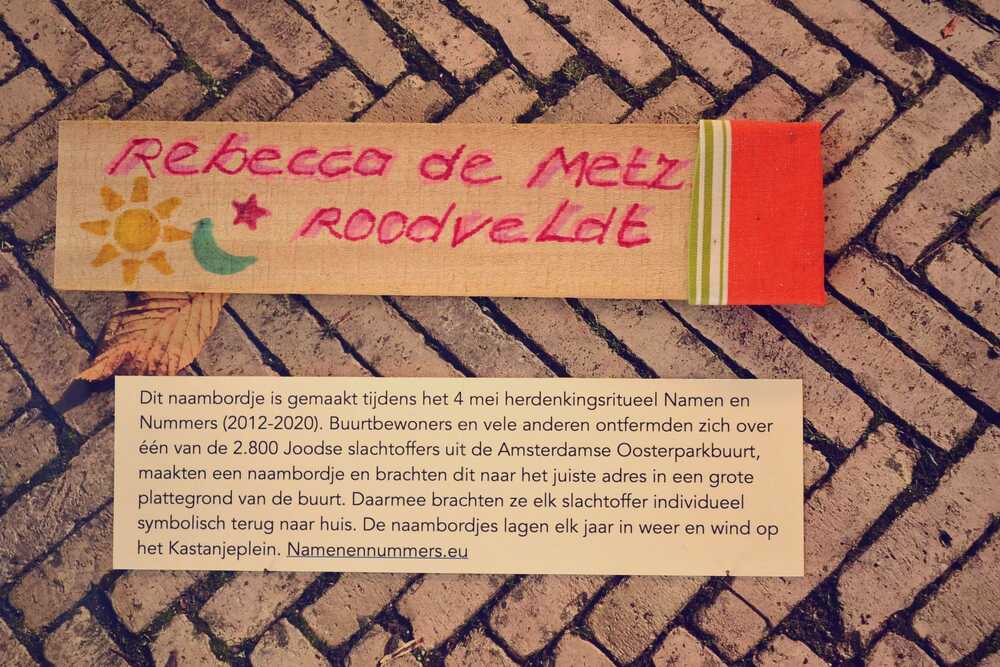 Rebecca de Metz
Roodveldt
Dit naambordje is gemaakt tijdens het 4 mei herdenkingsritueel Namen en
Nummers (2012-2020). Buurtbewoners en vele anderen ontfermden zich over
één van de 2.800 Joodse slachtoffers uit de Amsterdamse Oosterparkbuurt,
maakten een naambordje en brachten dit naar het juiste adres in een grote
plattegrond van de buurt. Daarmee brachten ze elk slachtoffer individueel
symbolisch terug naar huis. De naambordjes lagen elk jaar in weer en wind op
het Kastanjeplein. Namenennummers.eu